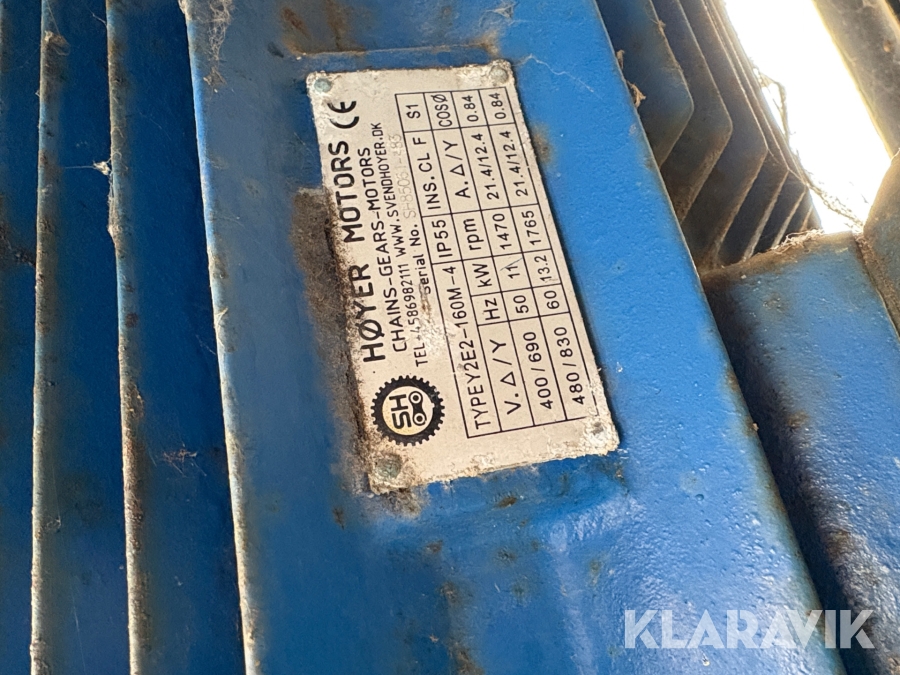 HØYER MOTORS CE
CHAINS-GEARS-MOTORS
TEL+4586982111 WWW.SVENDHOYER.DK
Serial No.
SH
TYPEY2E2-160M-4 IP55 INS.CL F S1
V.△/Y Hz kW rpm A.△/Y COSØ
400/690 50 11 1470 21.4/12.4 0.84
480/830 60 13.2 1765 21.4/12.4 0.84
KLARAVIK